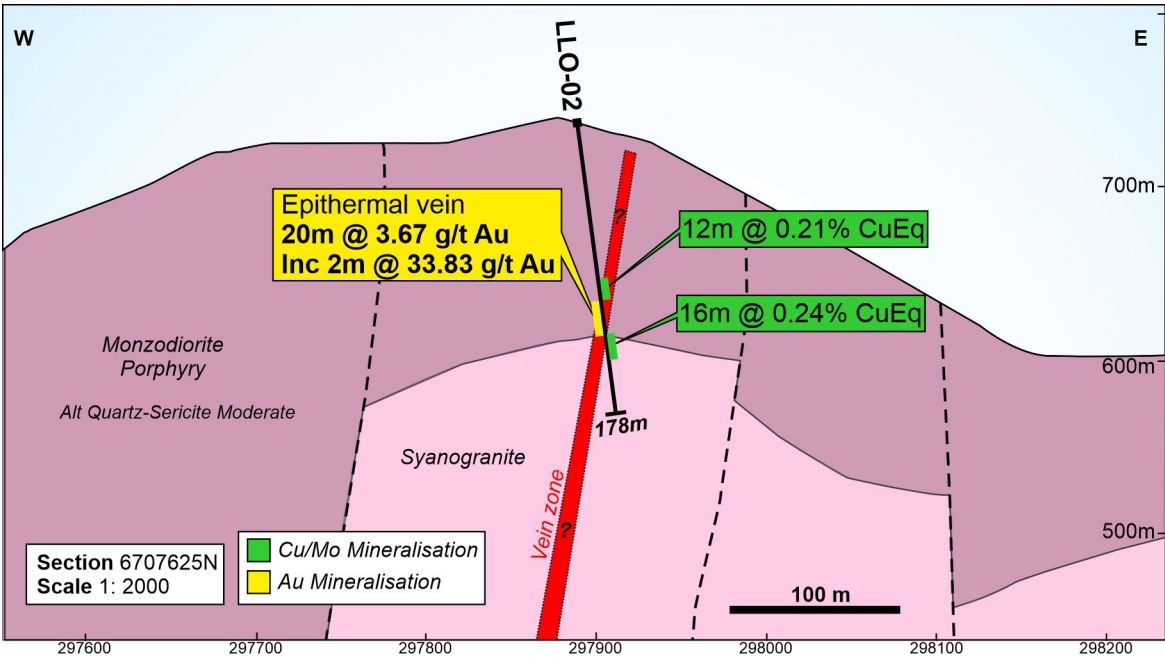 W
E
LLO-02
700m
Epithermal vein
20m @ 3.67 g/t Au
Inc 2m @ 33.83 g/t Au
?
12m @ 0.21% CuEq
16m @ 0.24% CuEq
Monzodiorite
Porphyry
Alt Quartz-Sericite Moderate
600m
178m
Syanogranite
Vein zone
?
500m
Section 6707625N
Scale 1: 2000
Cu/Mo Mineralisation
Au Mineralisation
100 m
297600
297700
297800
297900
298000
298100
298200